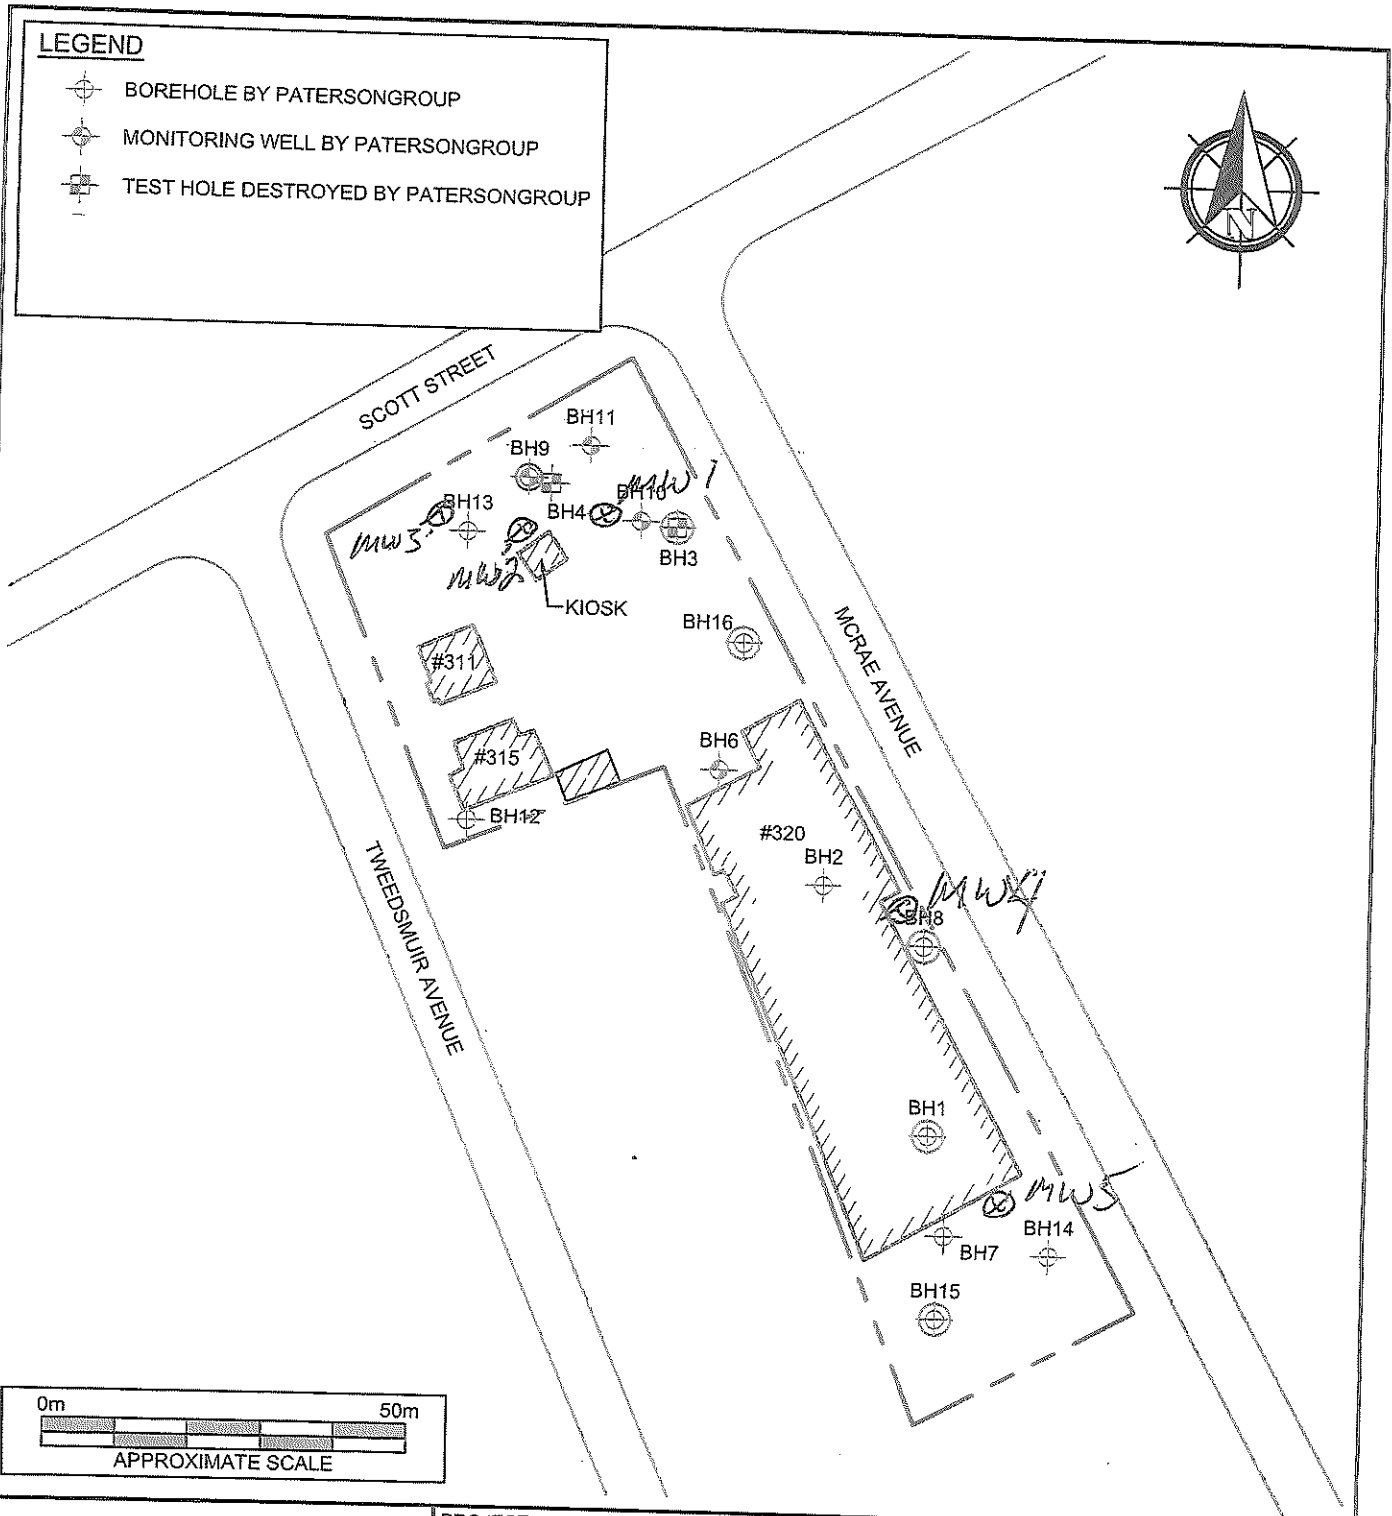 LEGEND
BOREHOLE BY PATERSONGROUP
MONITORING WELL BY PATERSONGROUP
TEST HOLE DESTROYED BY PATERSONGROUP
N
SCOTT STREET
BH11
BH9
MW1
BH10
BH13
BH4
MW3
BH3
MW2
KIOSK
BH16
MCRAE AVENUE
#311
BH6
#315
BH12
#320
BH2
MW4
BH8
TWEEDSMUIR AVENUE
BH1
MW5
BH14
BH7
BH15
0m 50m
APPROXIMATE SCALE